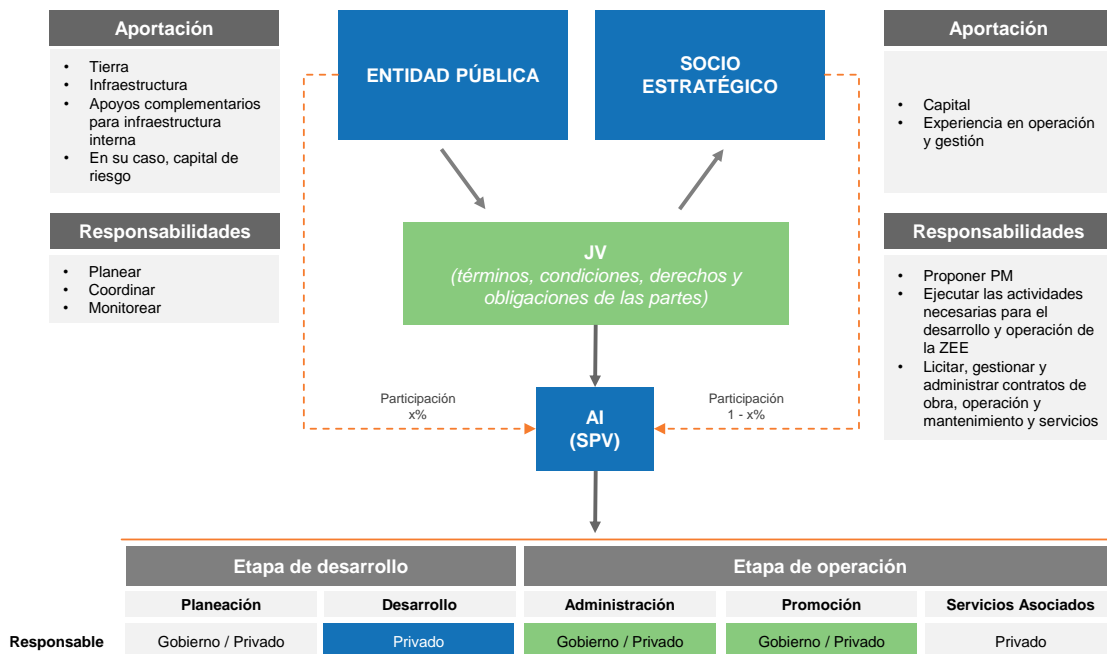 Aportación
• Tierra
• Infraestructura
• Apoyos complementarios
para infraestructura
interna
• En su caso, capital de
riesgo
Responsabilidades
• Planear
• Coordinar
• Monitorear
ENTIDAD PÚBLICA
SOCIO
ESTRATÉGICO
JV
(términos, condiciones, derechos y
obligaciones de las partes)
Participación
x%
AI
(SPV)
Participación
1 - x%
Aportación
• Capital
• Experiencia en operación
y gestión
Responsabilidades
• Proponer PM
• Ejecutar las actividades
necesarias para el
desarrollo y operación de
la ZEE
• Licitar, gestionar y
administrar contratos de
obra, operación y
mantenimiento y servicios
Etapa de desarrollo Etapa de operación
Planeación Desarrollo Administración Promoción Servicios Asociados
Responsable Gobierno / Privado Privado Gobierno / Privado Gobierno / Privado Privado